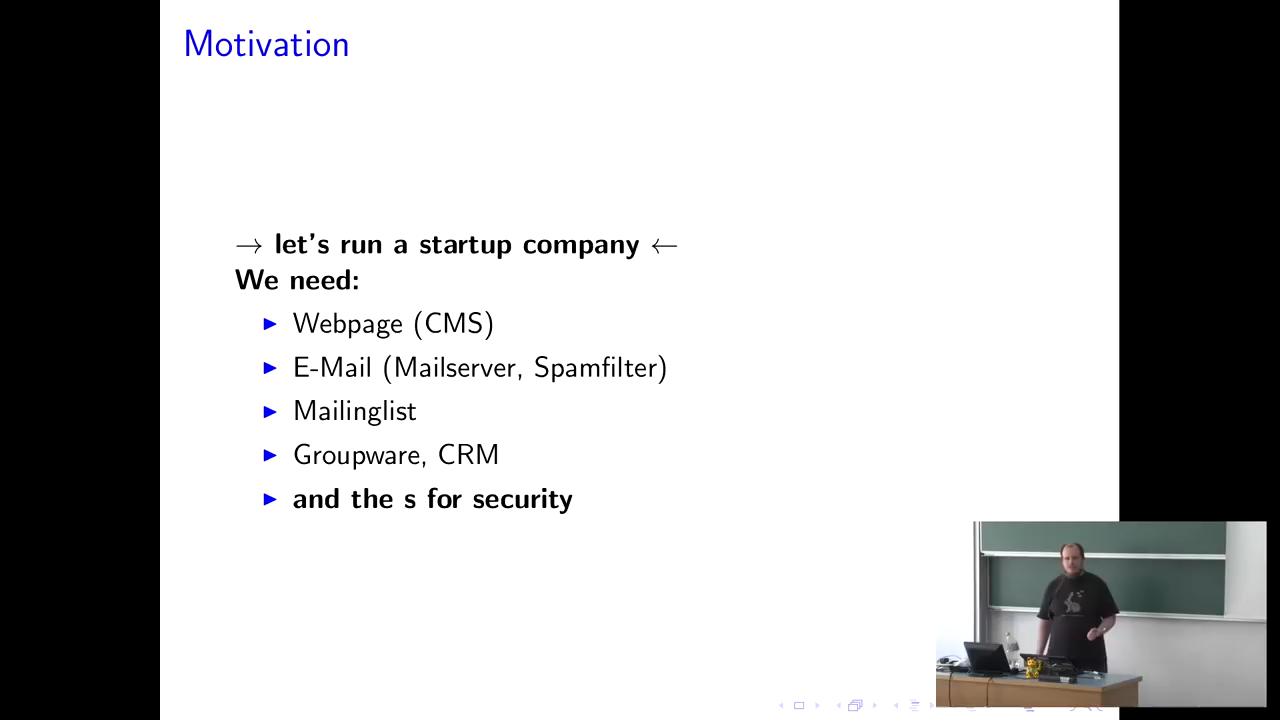 Motivation
→ let's run a startup company ←
We need:
Webpage (CMS)
E-Mail (Mailserver, Spamfilter)
Mailinglist
Groupware, CRM
and the s for security